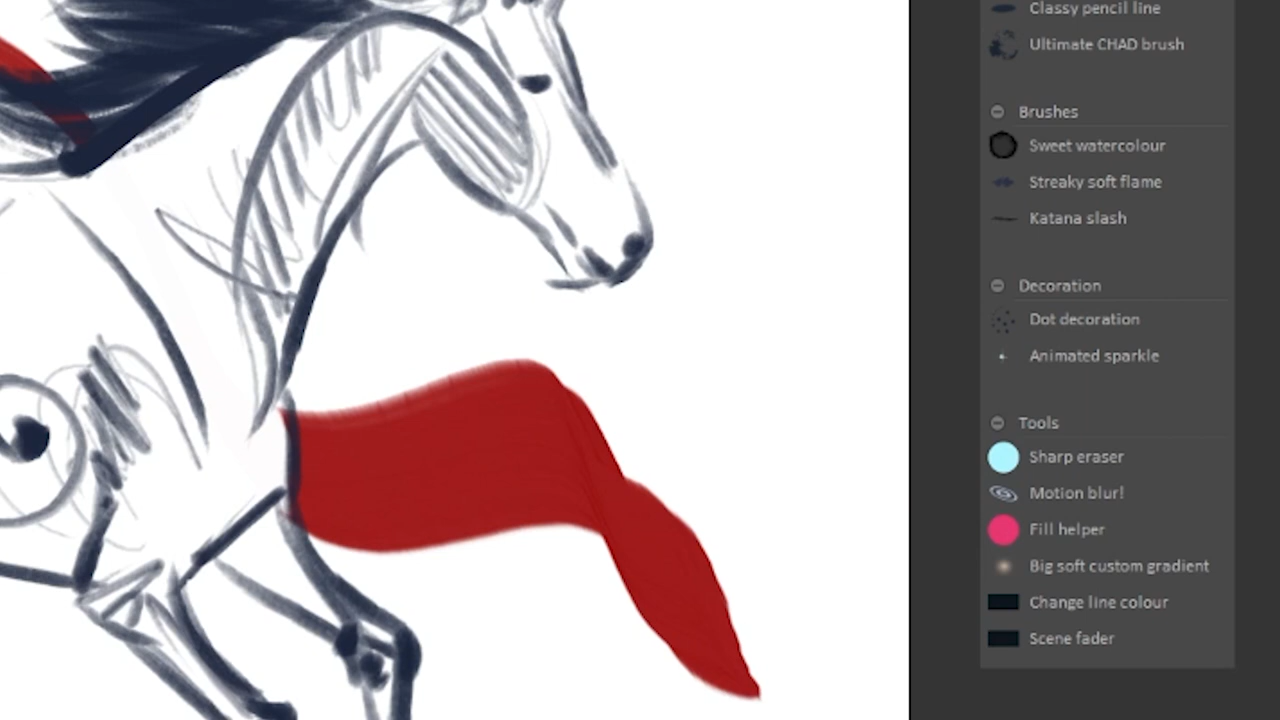 Classy pencil line
Ultimate CHAD brush
Brushes
Sweet watercolour
Streaky soft flame
Katana slash
Decoration
Dot decoration
Animated sparkle
Tools
Sharp eraser
Motion blur!
Fill helper
Big soft custom gradient
Change line colour
Scene fader